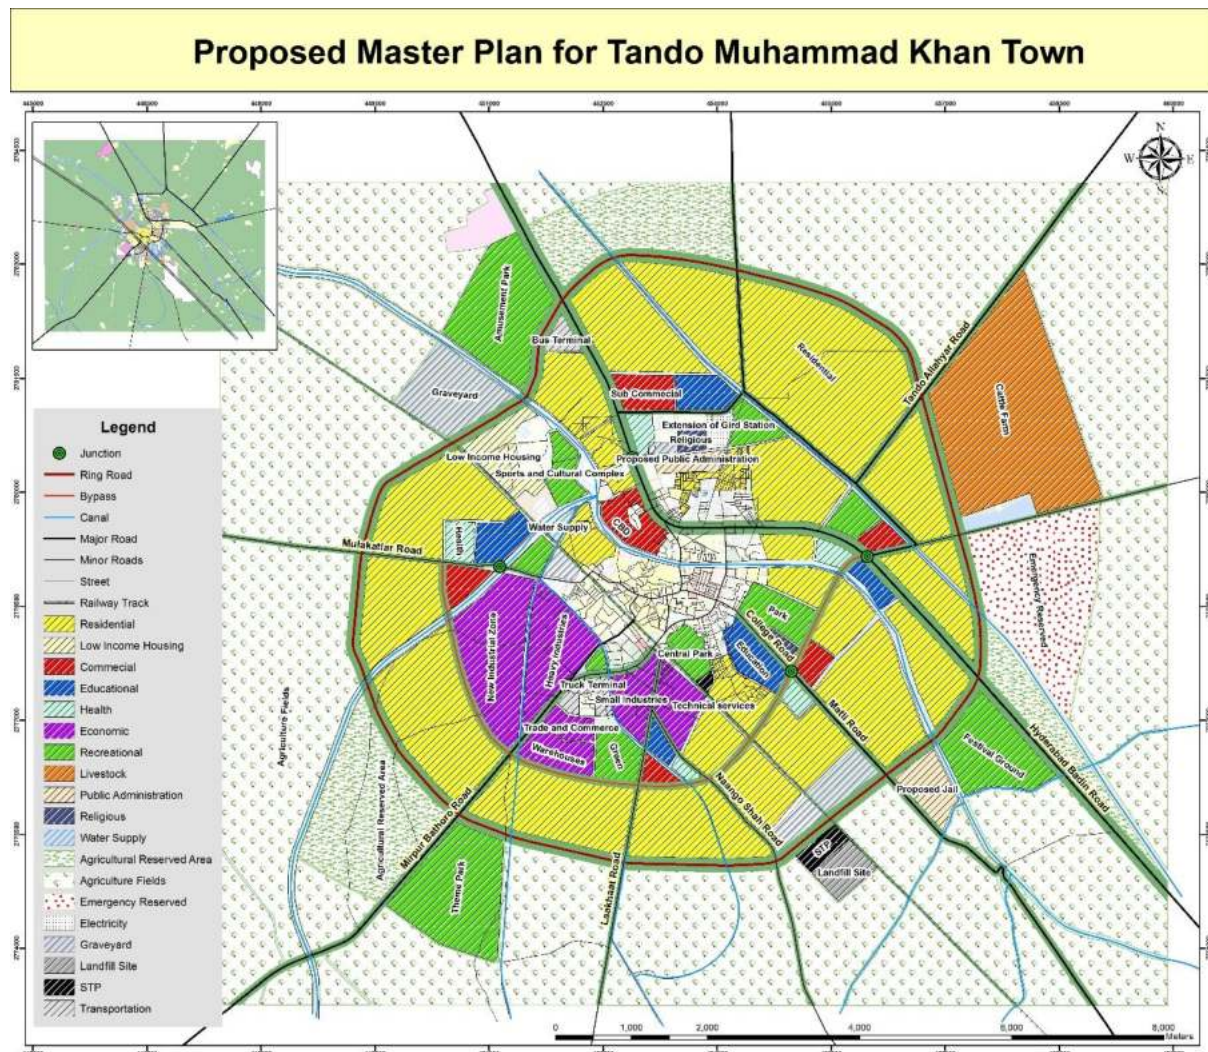 Proposed Master Plan for Tando Muhammad Khan Town
N
W
E
Amusement Park
Bus Terminal
Residential
Tando Allahyar Road
Graveyard
Sub Commecial
Cattle Farm
Extension of Gird Station
Religious
Low Income Housing
Proposed Public Administration
Sports and Cultural Complex
Water Supply
CBD
Health
Mulakatiar Road
Emergency Reserved
Park
College Road
New Industrial Zone
Heavy Industries
Central Park
Education
Truck Terminal
Small Industries
Technical services
Matli Road
Trade and Commerce
Warehouses
Green
Agriculture Fields
Agricultural Reserved Area
Festival Ground
Hyderabad Badin Road
Proposed Jail
Naango Shah Road
Mirpur Bathoro Road
STP
Landfill Site
Theme Park
Laakhaat Road
Legend
Junction
Ring Road
Bypass
Canal
Major Road
Minor Roads
Street
Railway Track
Residential
Low Income Housing
Commecial
Educational
Health
Economic
Recreational
Livestock
Public Administration
Religious
Water Supply
Agricultural Reserved Area
Agriculture Fields
Emergency Reserved
Electricity
Graveyard
Landfill Site
STP
Transportation
0 1,000 2,000 4,000 6,000 8,000
Meters